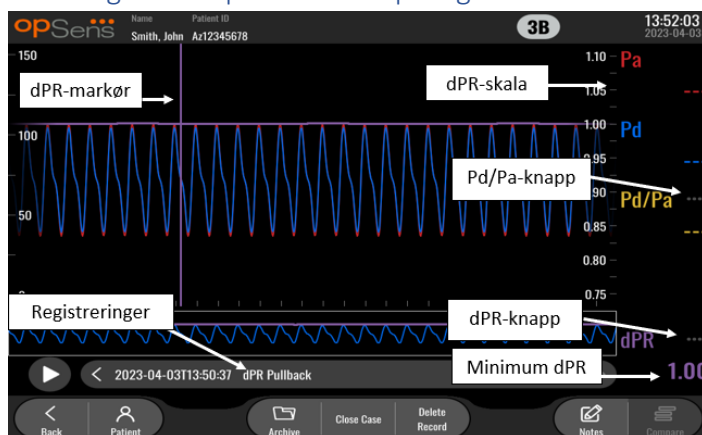 opSens
Name
Patient ID
Smith, John
Az12345678
3B
13:52:03
2023-04-03
150
100
50
1.10
1.05
1.00
0.95
0.90
0.85
0.80
0.75
Pa
Pd
Pd/Pa
dPR
1.00
dPR-markør
dPR-skala
Pd/Pa-knapp
Registreringer
dPR-knapp
Minimum dPR
2023-04-03T13:50:37 dPR Pullback
Back
Patient
Archive
Close Case
Delete
Record
Notes
Compare